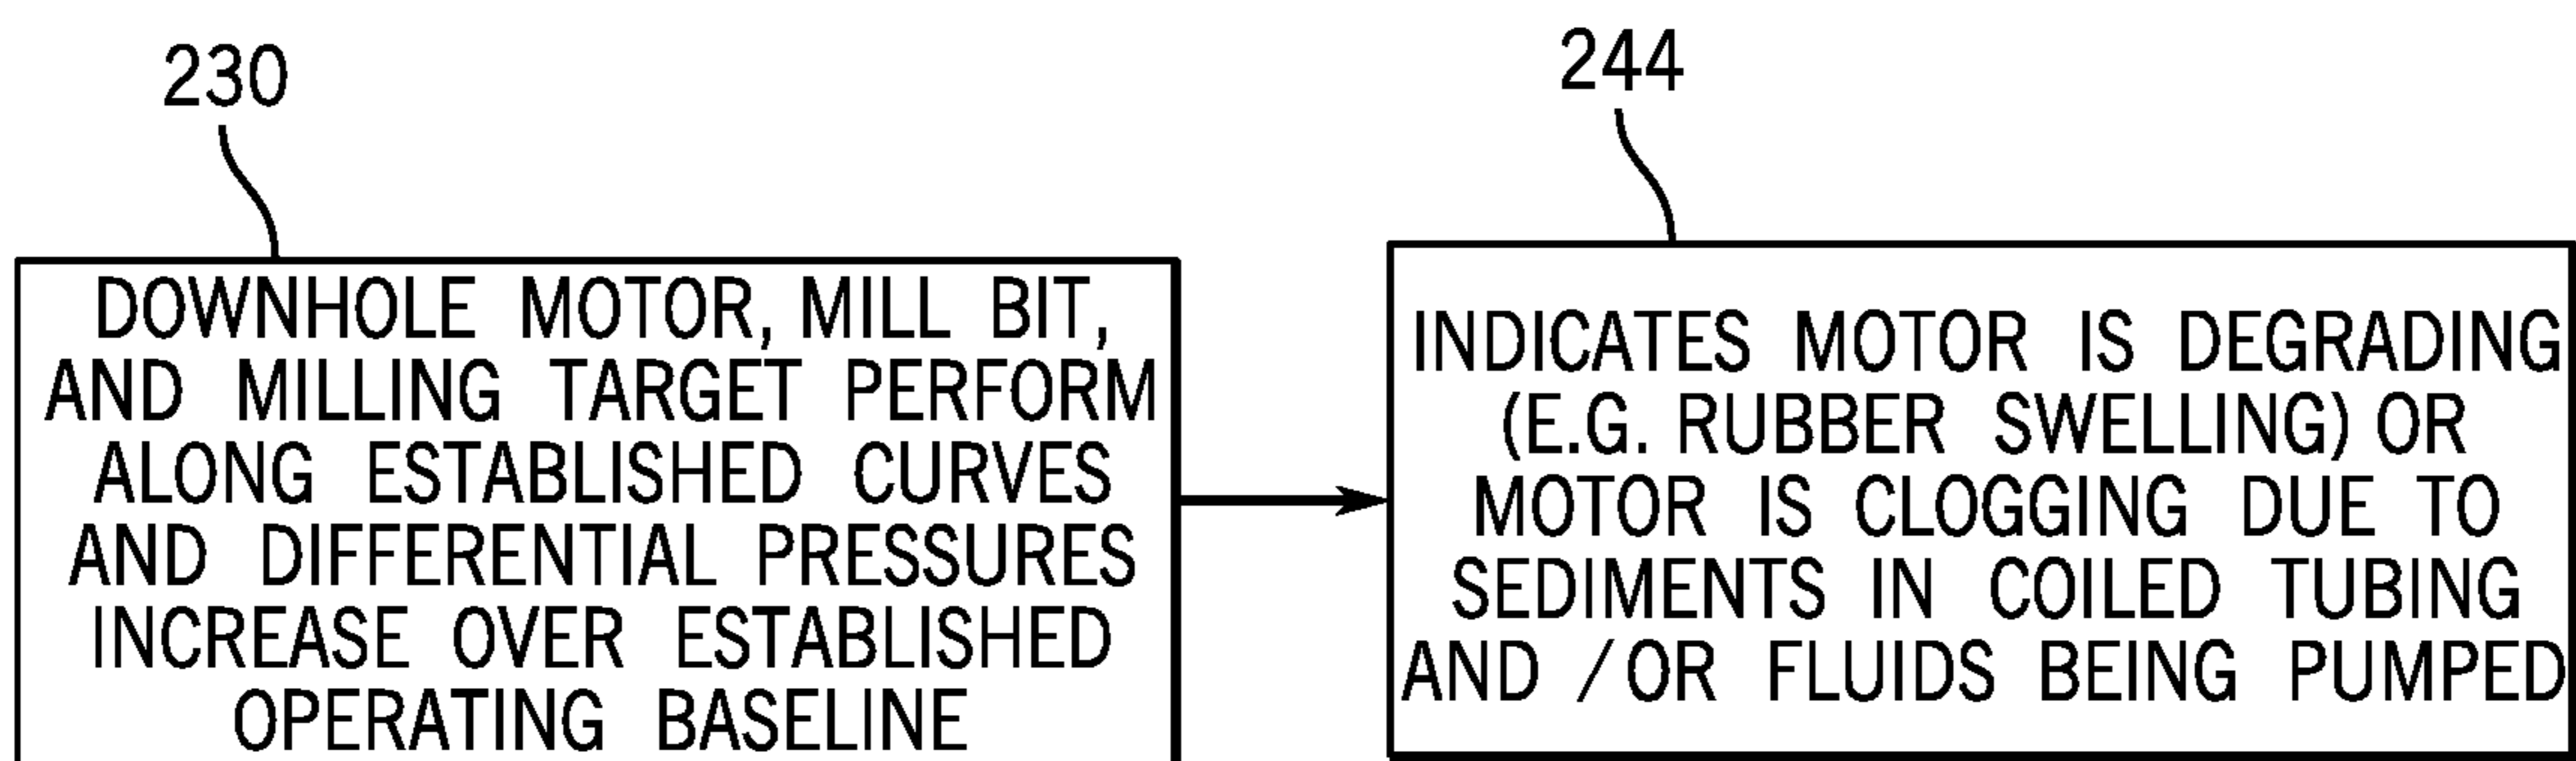 230
DOWNHOLE MOTOR, MILL BIT,
AND MILLING TARGET PERFORM
ALONG ESTABLISHED CURVES
AND DIFFERENTIAL PRESSURES
INCREASE OVER ESTABLISHED
OPERATING BASELINE
244
INDICATES MOTOR IS DEGRADING
(E.G. RUBBER SWELLING) OR
MOTOR IS CLOGGING DUE TO
SEDIMENTS IN COILED TUBING
AND /OR FLUIDS BEING PUMPED